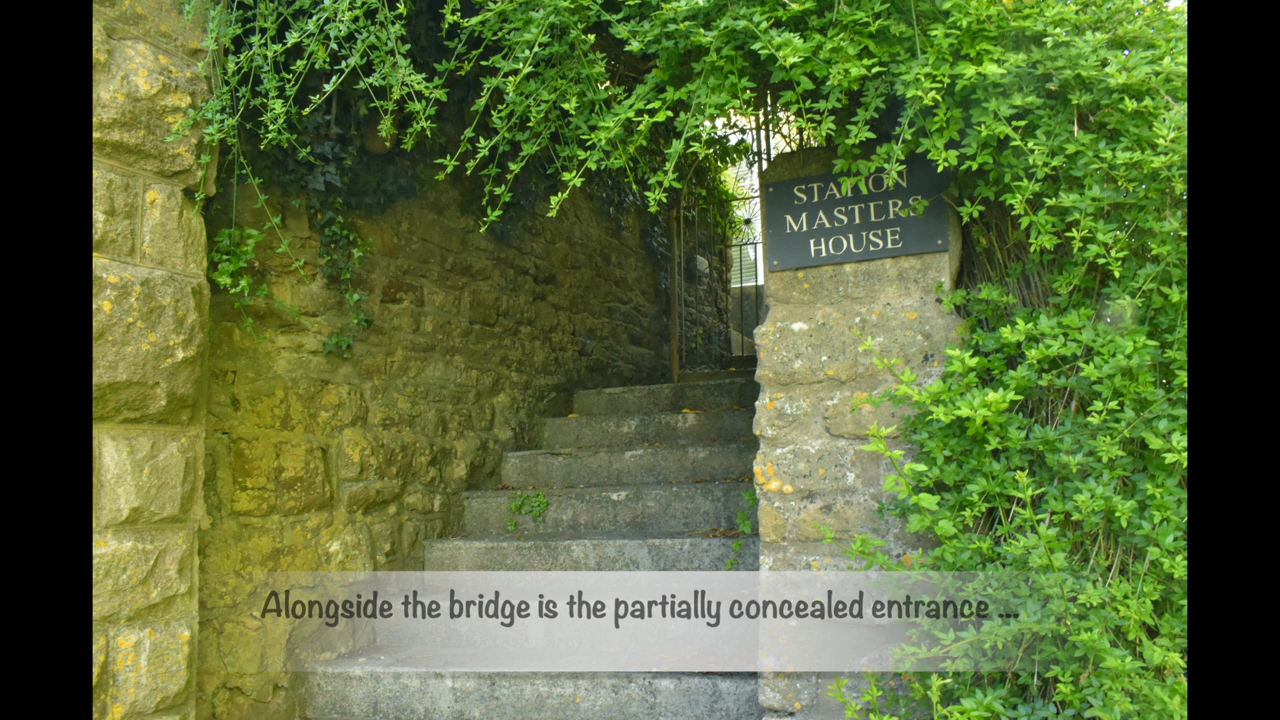 STATION
MASTERS
HOUSE
Alongside the bridge is the partially concealed entrance ...